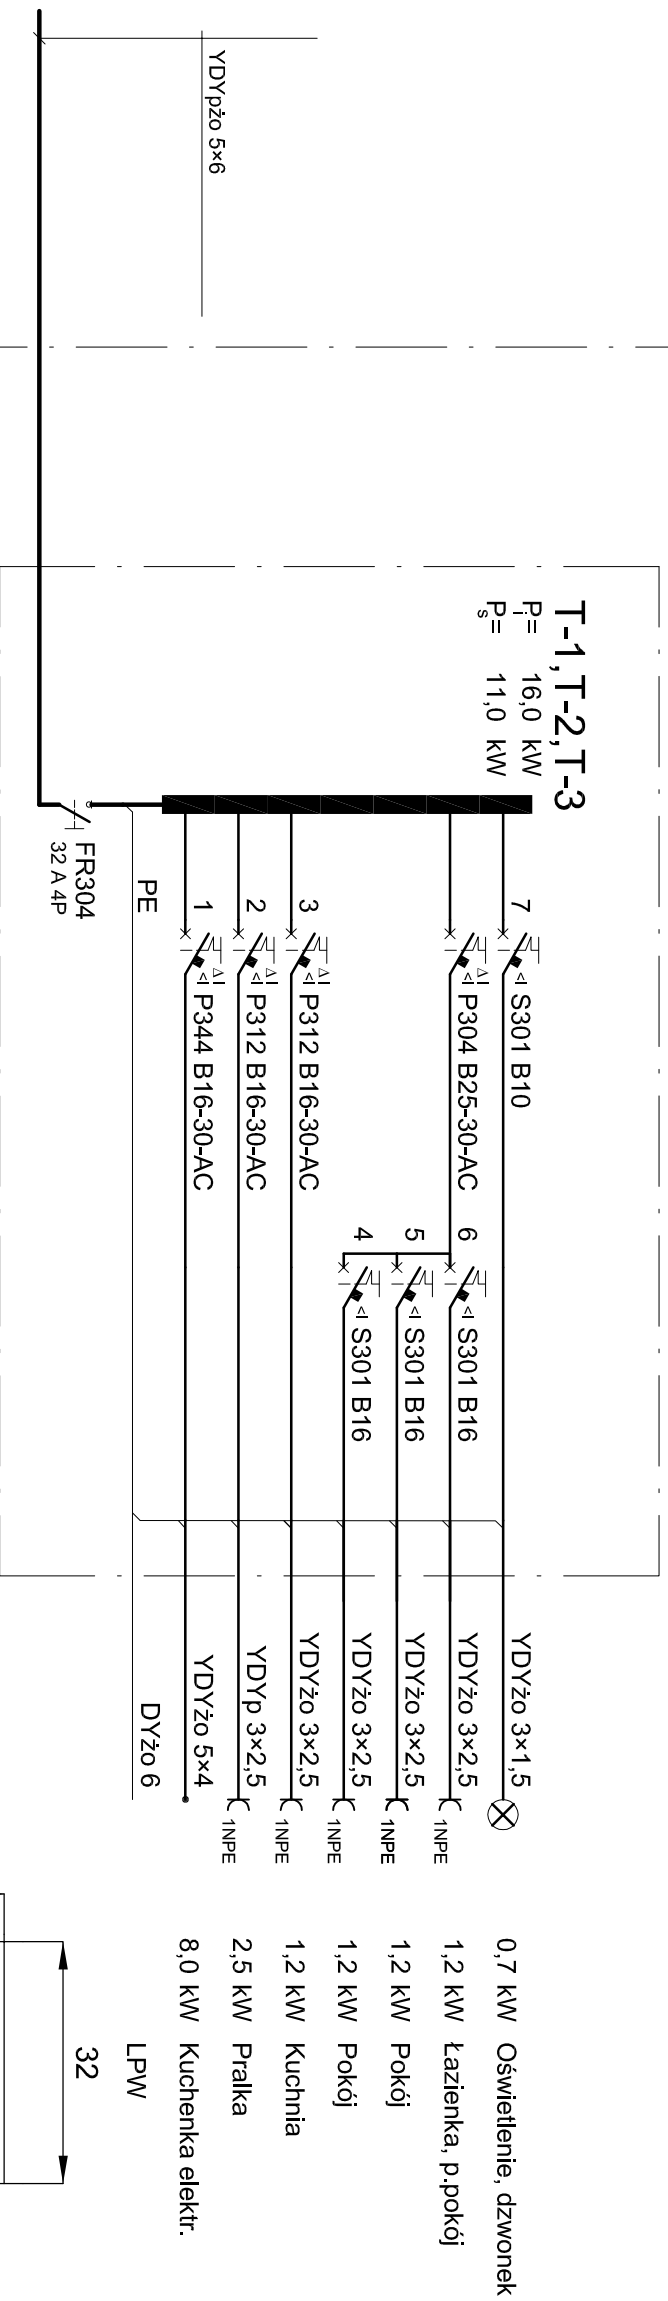 YDYpżo 5×6
T-1,T-2,T-3
Pi= 16,0 kW
Ps= 11,0 kW
FR304
32 A 4P
PE
7
S301 B10
ΔI
P304 B25-30-AC
6
S301 B16
5
S301 B16
4
S301 B16
3
ΔI
P312 B16-30-AC
2
ΔI
P312 B16-30-AC
1
ΔI
P344 B16-30-AC
YDYżo 3×1,5
0,7 kW Oświetlenie, dzwonek
YDYżo 3×2,5
1NPE
1,2 kW Łazienka, p.pokój
YDYżo 3×2,5
1NPE
1,2 kW Pokój
YDYżo 3×2,5
1NPE
1,2 kW Pokój
YDYżo 3×2,5
1NPE
1,2 kW Kuchnia
YDYp 3×2,5
1NPE
2,5 kW Pralka
YDYżo 5×4
8,0 kW Kuchenka elektr.
DYżo 6
LPW
32